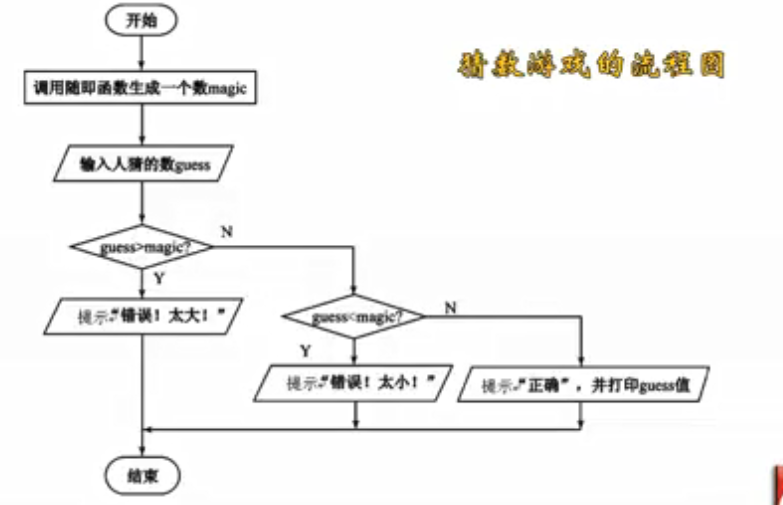 开始
猜数游戏的流程图
调用随即函数生成一个数magic
输入人猜的数guess
guess>magic?
N
Y
提示:"错误！太大！"
guess<magic?
N
Y
提示:"错误！太小！"
提示:"正确"，并打印guess值
结束